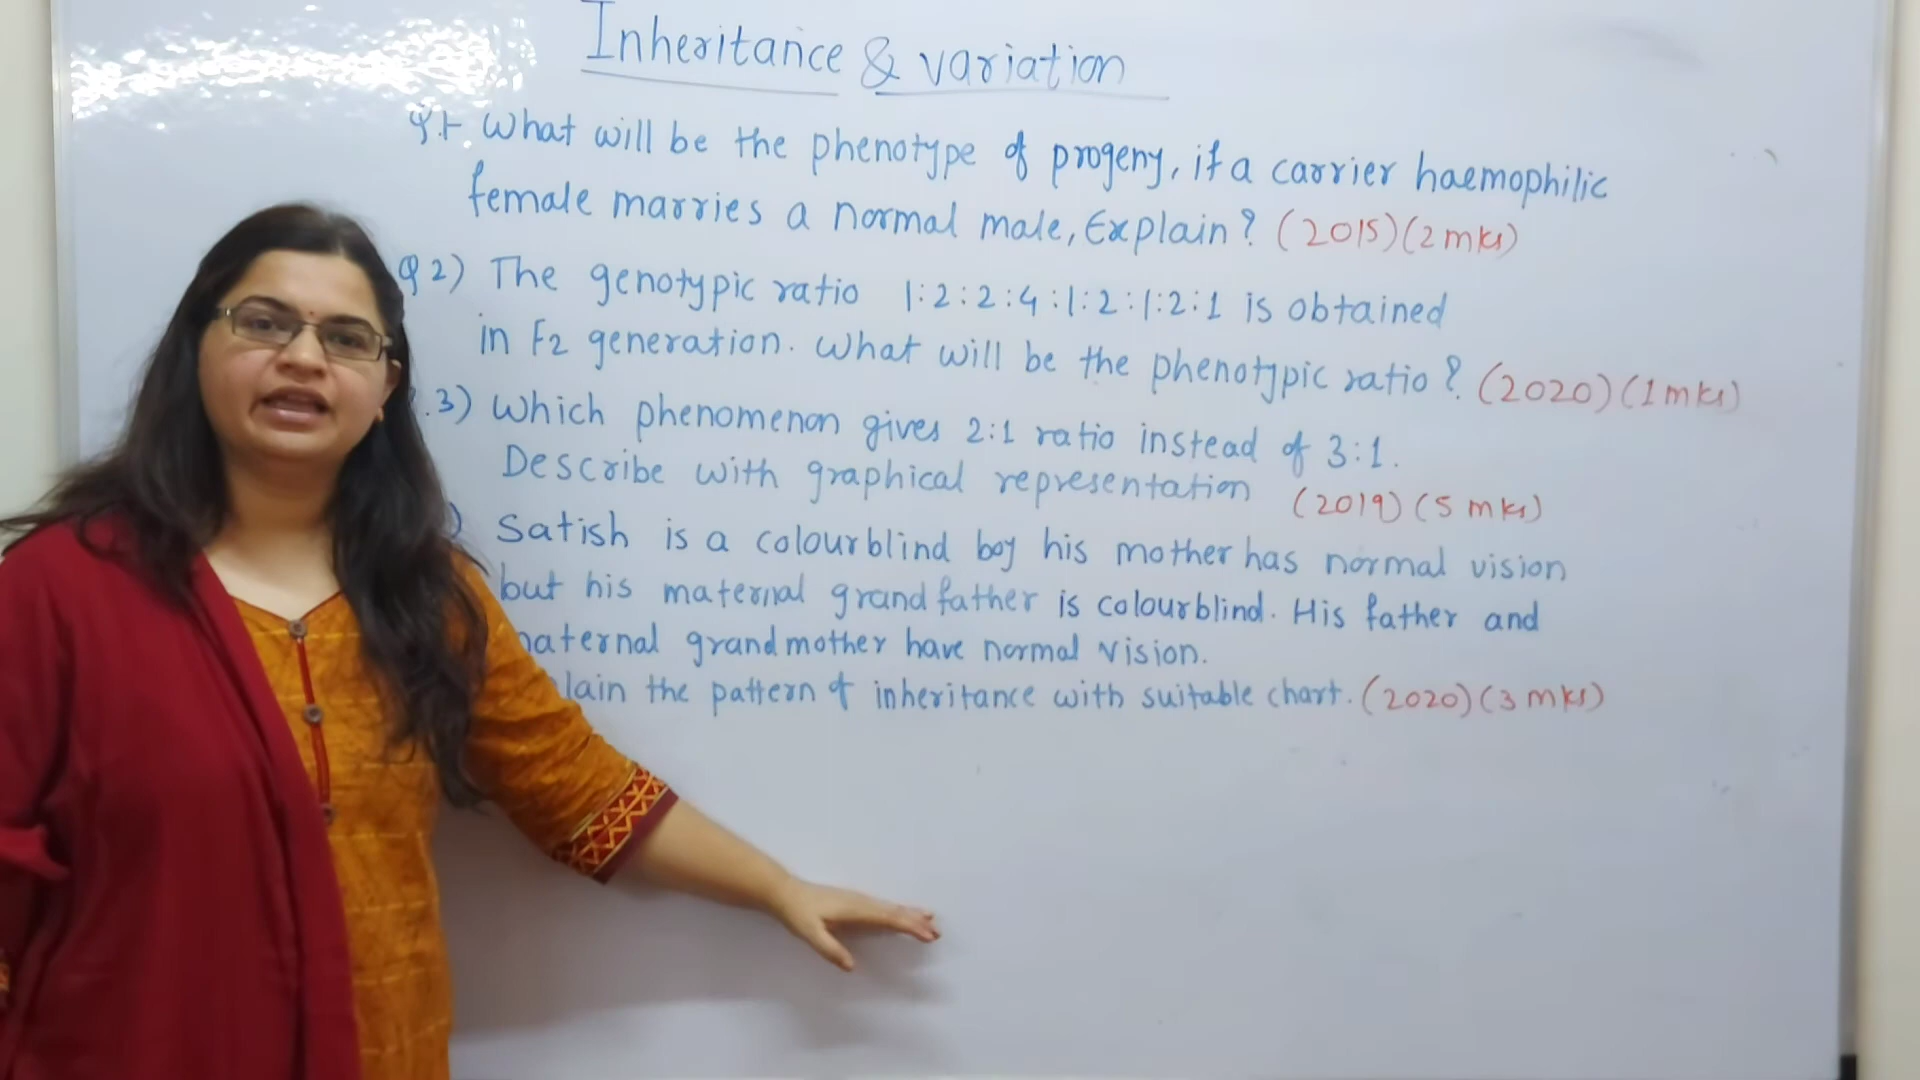 Inheritance & variation
Q.1. What will be the phenotype of progeny, if a carrier haemophilic
female marries a normal male, Explain? (2015)(2mks)
Q 2) The genotypic ratio 1:2:2:4:1:2:1:2:1 is obtained
in F2 generation. What will be the phenotypic ratio? (2020)(1mks)
.3) Which phenomenon gives 2:1 ratio instead of 3:1.
Describe with graphical representation (2019)(5 mks)
) Satish is a colourblind boy his mother has normal vision
but his maternal grandfather is colourblind. His father and
paternal grandmother have normal vision.
lain the pattern of inheritance with suitable chart. (2020)(3 mks)